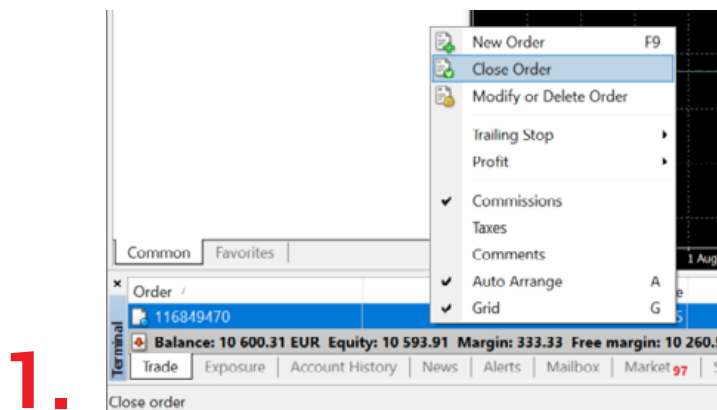 New Order F9
Close Order
Modify or Delete Order
Trailing Stop
Profit
Commissions
Taxes
Comments
Auto Arrange A
Grid G
Common Favorites
1 Aug
Order
116849470
Balance: 10 600.31 EUR Equity: 10 593.91 Margin: 333.33 Free margin: 10 260.5
Terminal
Trade Exposure Account History News Alerts Mailbox Market 97 S
Close order
1.